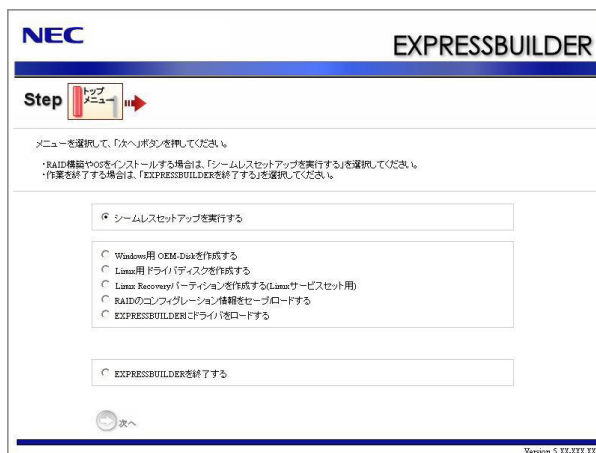 NEC
EXPRESSBUILDER
Step トップ
メニュー
メニューを選択して、「次へ」ボタンを押してください。
・RAID構築やOSをインストールする場合は、「シームレスセットアップを実行する」を選択してください。
・作業を終了する場合は、「EXPRESSBUILDERを終了する」を選択してください。
シームレスセットアップを実行する
Windows用 OEM-Diskを作成する
Linux用 ドライバディスクを作成する
Linux Recoveryパーティションを作成する(Linuxサービスセット用)
RAIDのコンフィグレーション情報をセーブ/ロードする
EXPRESSBUILDERにドライバをロードする
EXPRESSBUILDERを終了する
次へ
Version 5.XX-XXX.XX